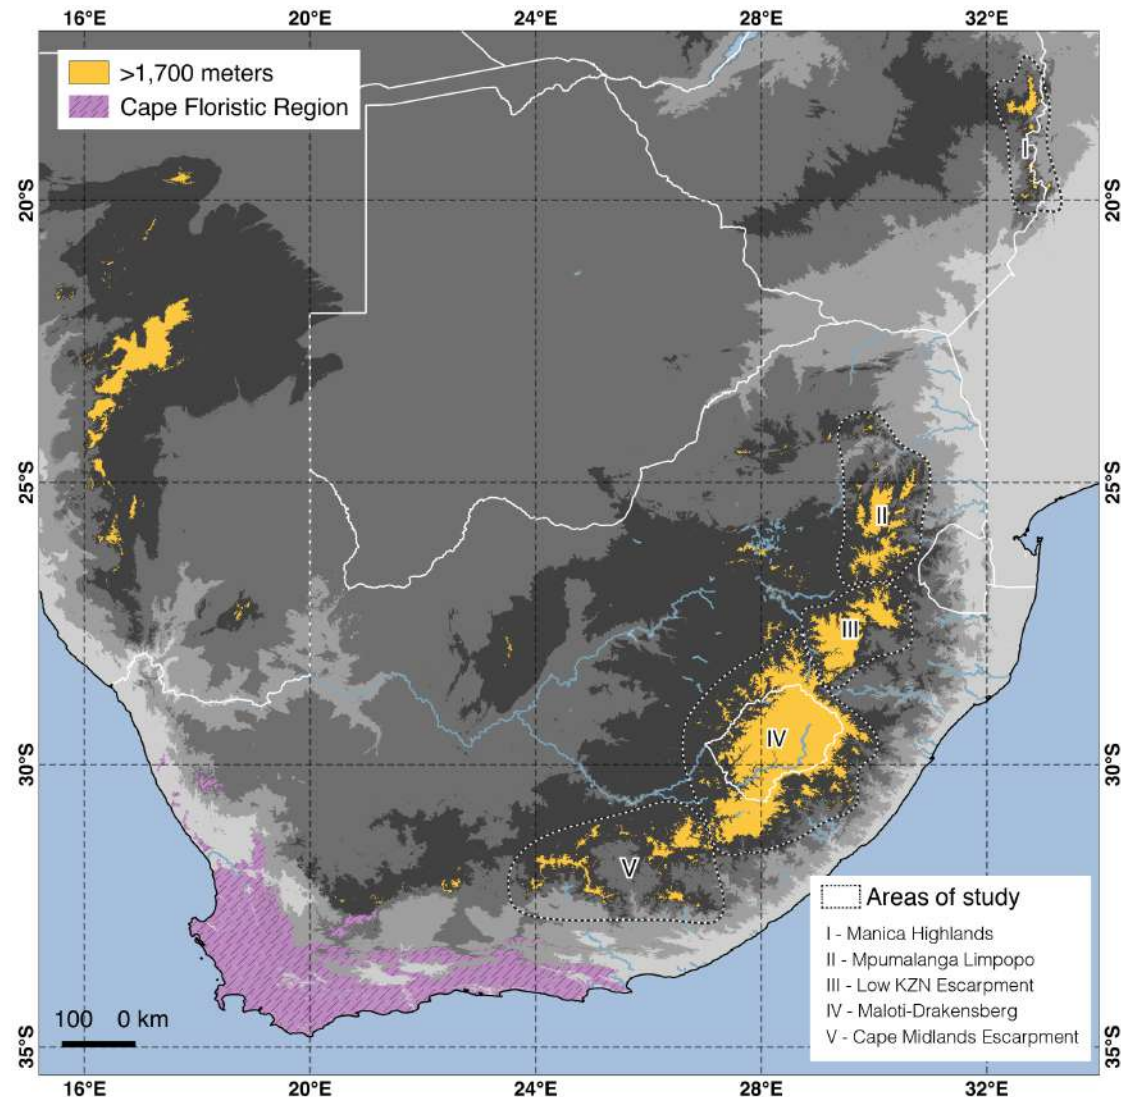 16°E 20°E 24°E 28°E 32°E
>1,700 meters
Cape Floristic Region
I
20°S 20°S
25°S 25°S
II
III
IV
30°S 30°S
V
Areas of study
I - Manica Highlands
II - Mpumalanga Limpopo
III - Low KZN Escarpment
IV - Maloti-Drakensberg
V - Cape Midlands Escarpment
100 0 km
35°S 35°S
16°E 20°E 24°E 28°E 32°E